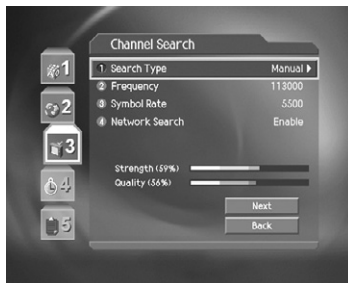 Channel Search
1
① Search Type Manual
② Frequency 113000
2
③ Symbol Rate 5500
④ Network Search Enable
3
Strength (59%)
4
Quality (56%)
Next
5
Back